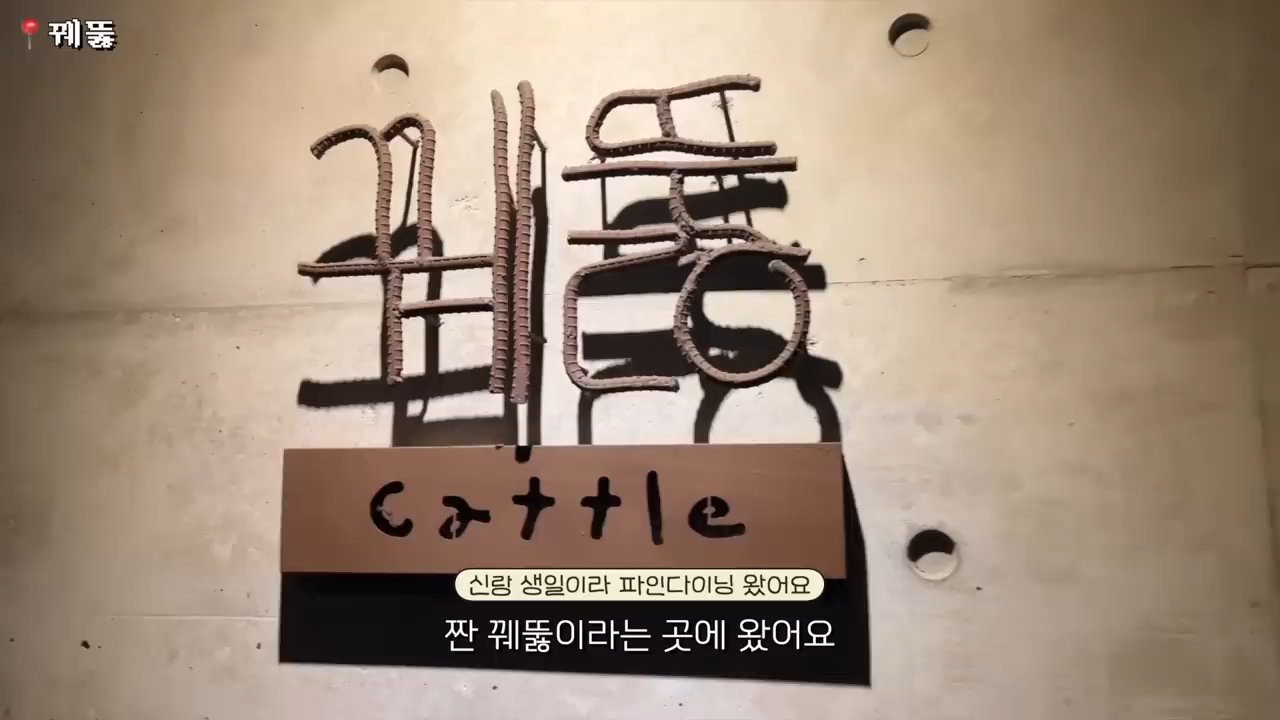 꿰뚫
꿰뚫
cattle
신랑 생일이라 파인다이닝 왔어요
짠 꿰뚫이라는 곳에 왔어요